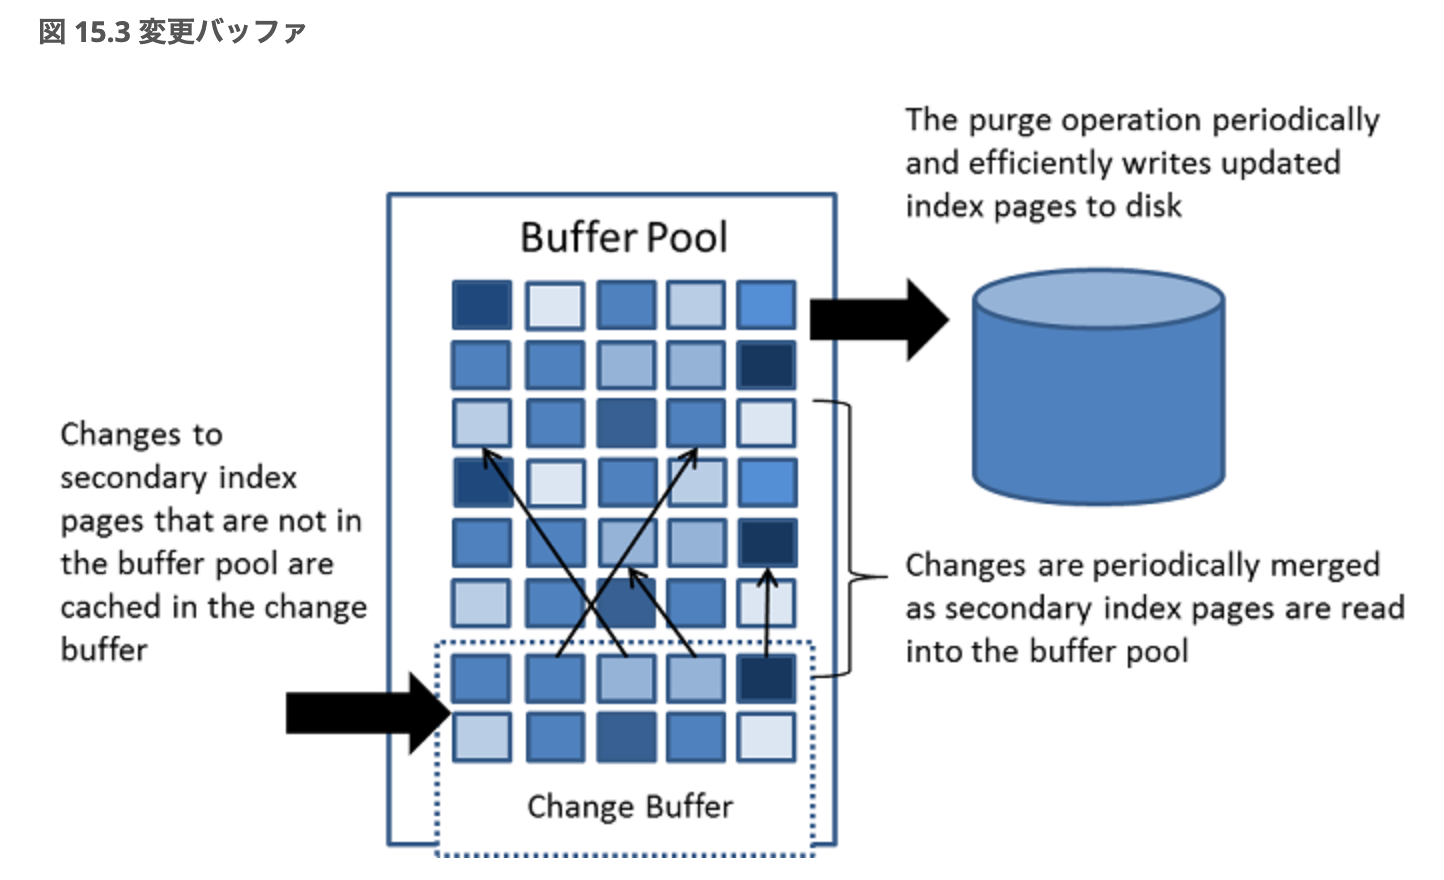 図 15.3 変更バッファ
The purge operation periodically
and efficiently writes updated
index pages to disk
Buffer Pool
Changes to
secondary index
pages that are not in
the buffer pool are
cached in the change
buffer
Changes are periodically merged
as secondary index pages are read
into the buffer pool
Change Buffer